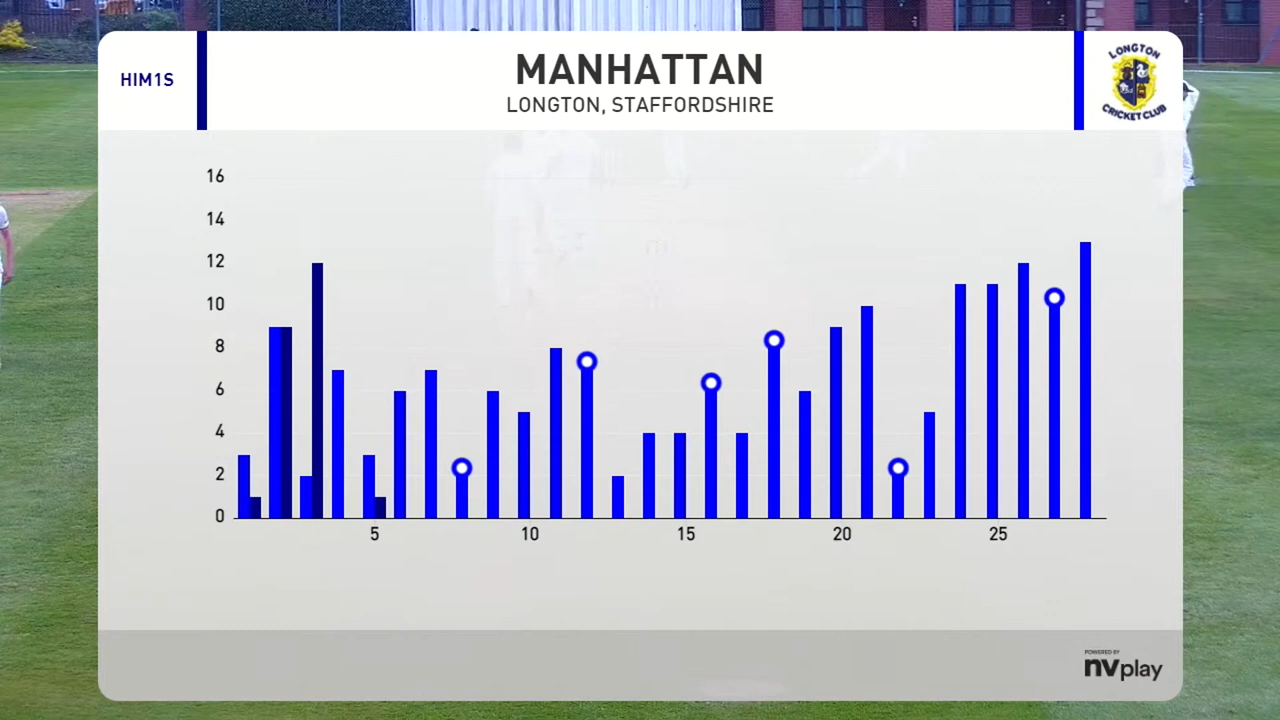 HIM1S
MANHATTAN
LONGTON, STAFFORDSHIRE
LONGTON
CRICKET CLUB
16
14
12
10
8
6
4
2
0
5
10
15
20
25
POWERED BY
nvplay